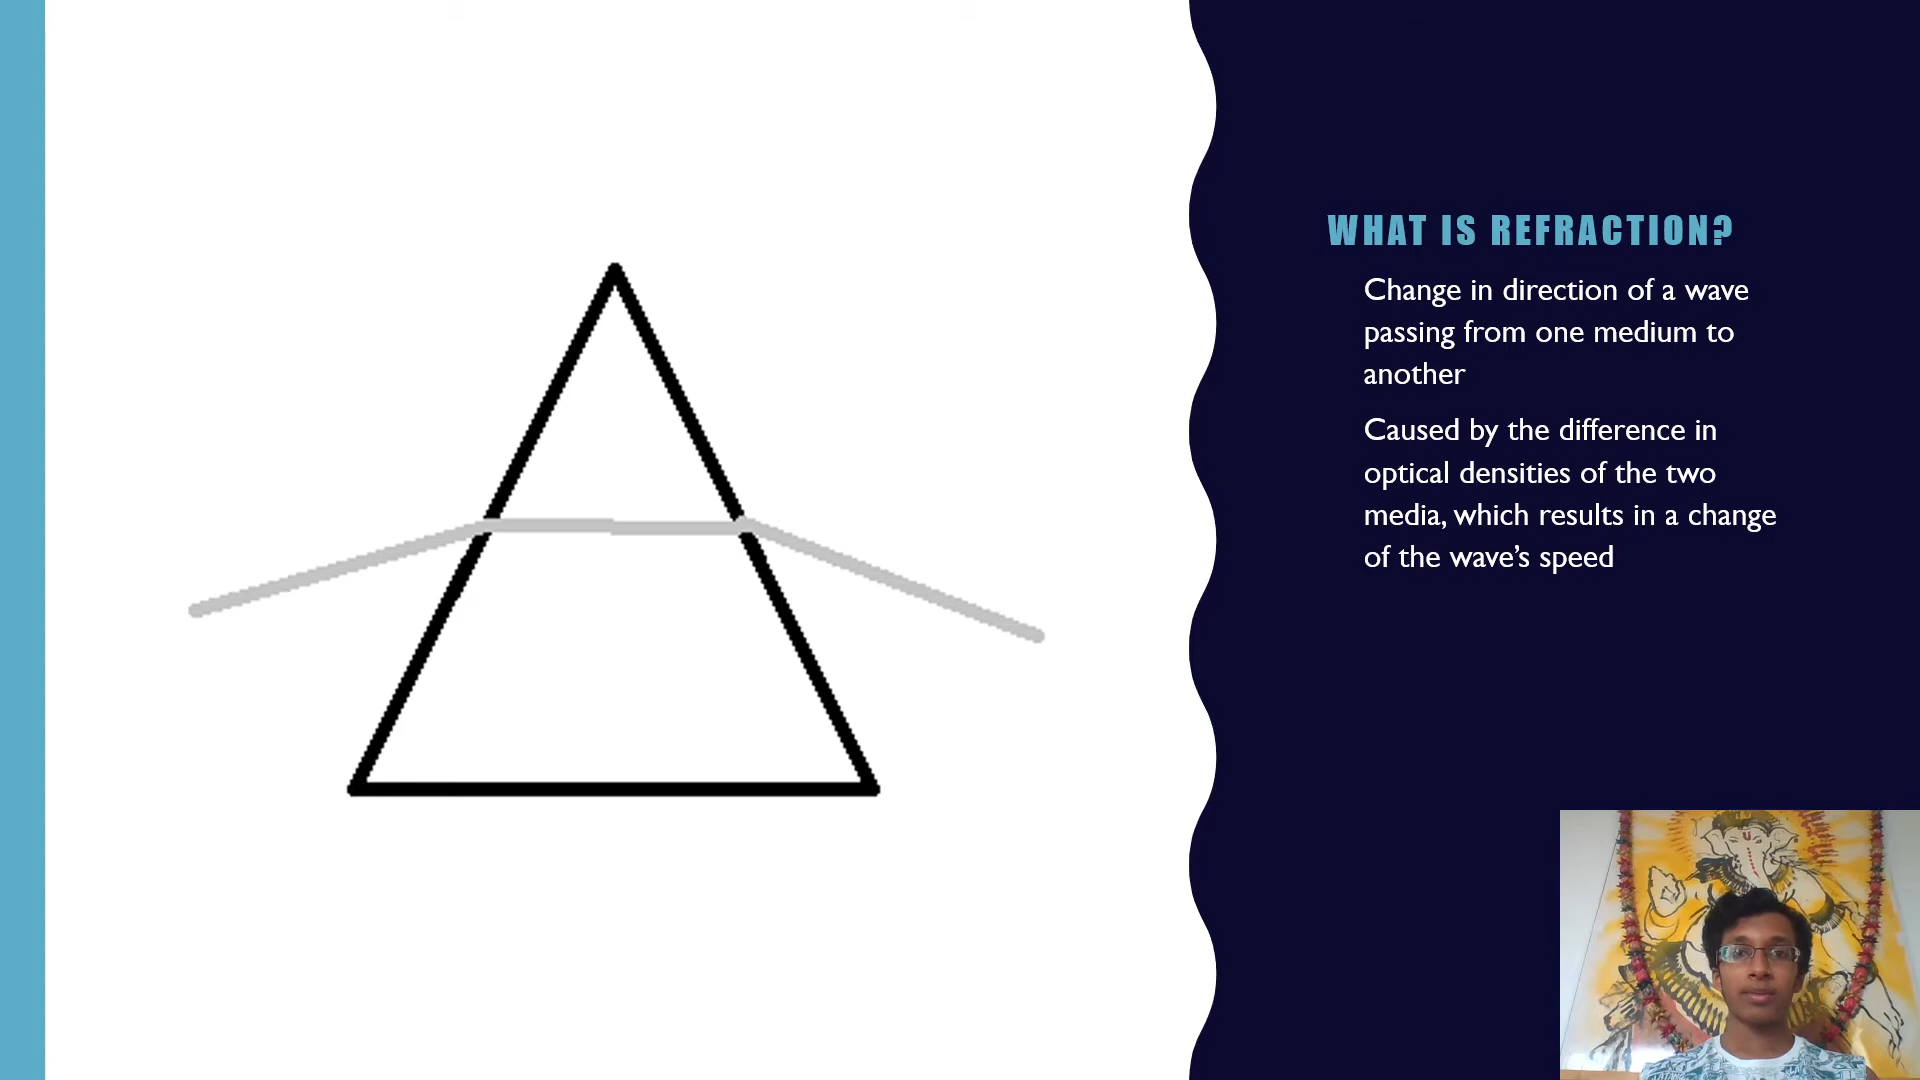 WHAT IS REFRACTION?
Change in direction of a wave
passing from one medium to
another
Caused by the difference in
optical densities of the two
media, which results in a change
of the wave's speed